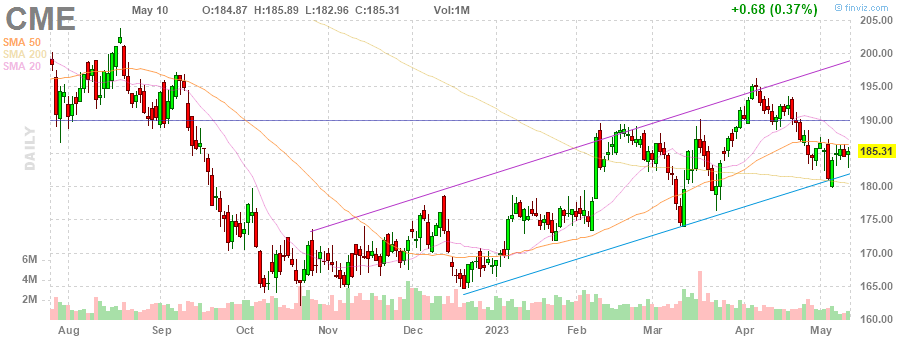 CME May 10 O:184.87 H:185.89 L:182.96 C:185.31 Vol:1M +0.68 (0.37%) © finviz.com
SMA 50
SMA 200
SMA 20
DAILY
205.00
200.00
195.00
190.00
185.31
180.00
175.00
170.00
165.00
160.00
6M
4M
2M
Aug Sep Oct Nov Dec 2023 Feb Mar Apr May